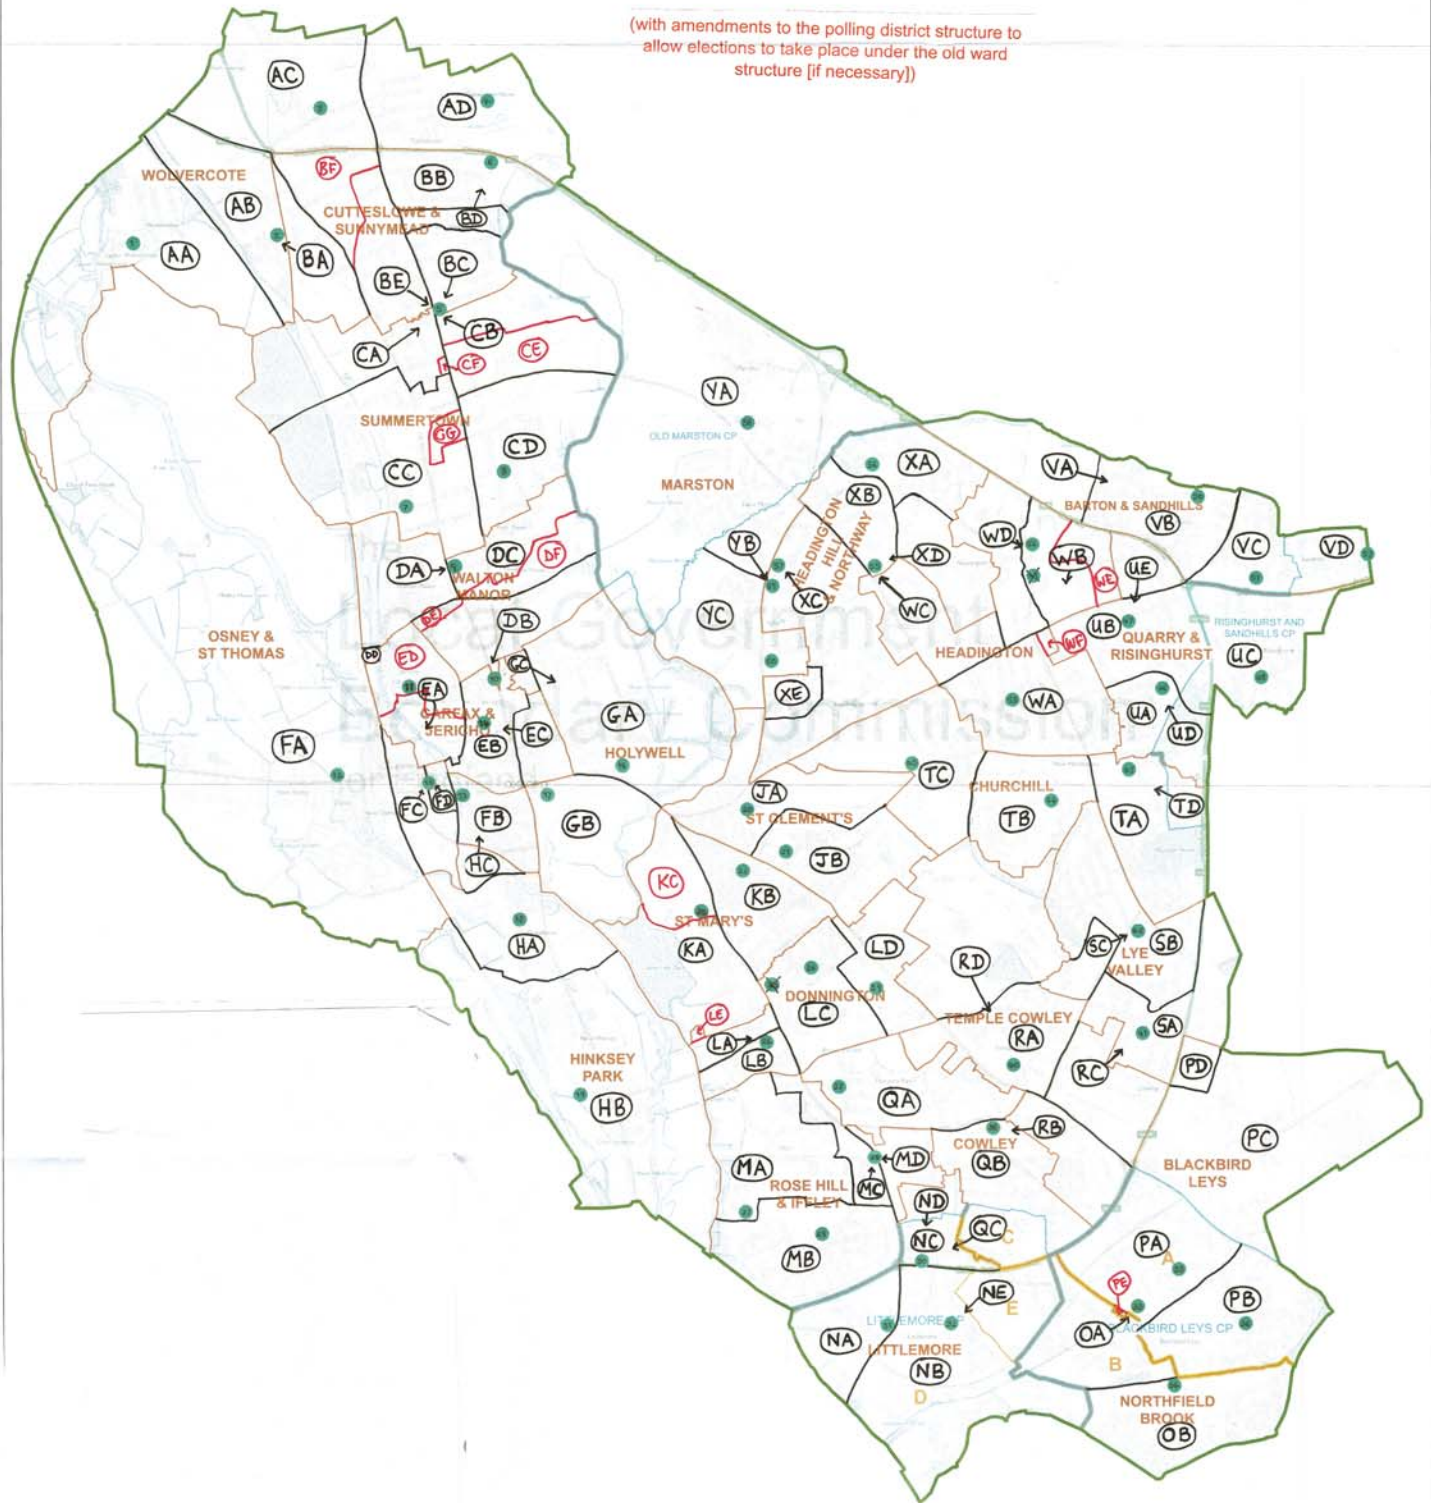 (with amendments to the polling district structure to
allow elections to take place under the old ward
structure [if necessary])
AC
AD
BF
BB
WOLVERCOTE
AB
CUTTESLOWE &
SUNNYMEAD
BD
AA
BA
BE
BC
CB
CA
CF
CE
YA
SUMMERTOWN
GG
CC
CD
OLD MARSTON CP
MARSTON
XA
XB
VA
BARTON & SANDHILLS
VB
HEADINGTON
HILL
& NORTHWAY
WD
VC
VD
DA
DC
DF
WALTON
MANOR
YB
XC
XD
WB
UE
WE
WC
The
Local Government
Boundary Commission
for England
DE
DB
YC
UB
WF
QUARRY &
RISINGHURST
RISINGHURST AND
SANDHILLS CP
UC
OSNEY &
ST THOMAS
DD
ED
GC
HEADINGTON
EA
CARFAX &
JERICHO
EB
EC
GA
HOLYWELL
XE
WA
UA
UD
FA
FC
FD
FB
HC
GB
JA
ST CLEMENT'S
TC
CHURCHILL
TB
TA
TD
JB
KC
KB
ST MARY'S
KA
HA
LD
RD
SC
SB
LYE
VALLEY
DONNINGTON
LC
LE
LA
LB
TEMPLE COWLEY
RA
SA
RC
PD
HINKSEY
PARK
HB
QA
RB
COWLEY
QB
PC
BLACKBIRD
LEYS
MA
ROSE HILL
& IFFLEY
MD
MC
ND
NC
QC
C
MB
PA
A
PE
PB
NE
E
LITTLEMORE CP
LITTLEMORE
NA
NB
D
OA
BLACKBIRD LEYS CP
B
NORTHFIELD
BROOK
OB